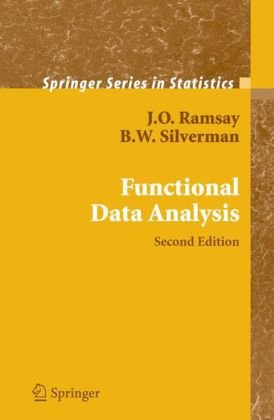 Springer Series in Statistics
J.O. Ramsay
B.W. Silverman
Functional
Data Analysis
Second Edition
Springer